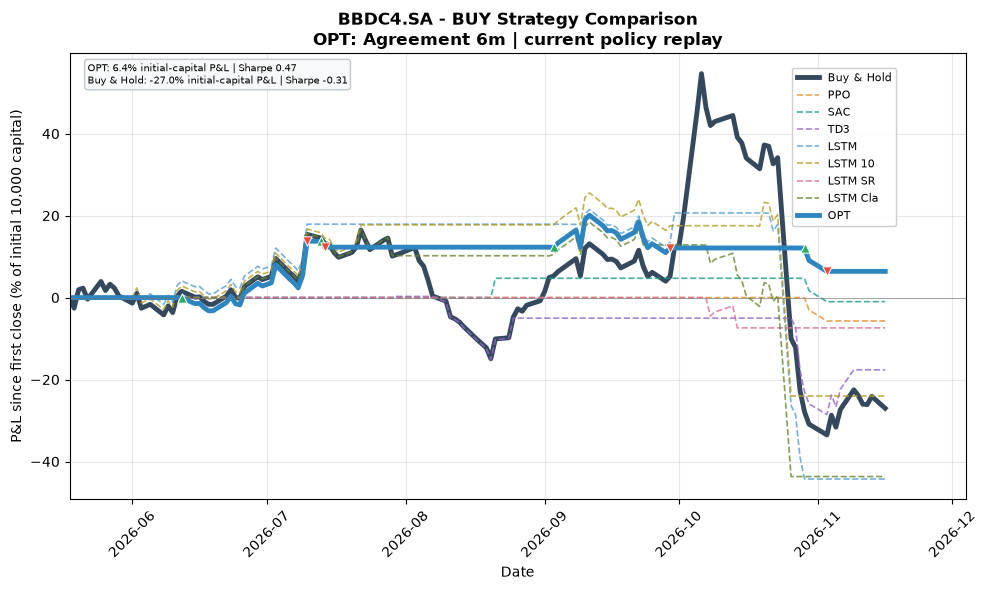 BBDC4.SA - BUY Strategy Comparison
OPT: Agreement 6m | current policy replay
OPT: 6.4% initial-capital P&L | Sharpe 0.47
Buy & Hold: -27.0% initial-capital P&L | Sharpe -0.31
Buy & Hold
PPO
SAC
TD3
LSTM
LSTM 10
LSTM SR
LSTM Cla
OPT
P&L since first close (% of initial 10,000 capital)
40
20
0
−20
−40
2026-06
2026-07
2026-08
2026-09
2026-10
2026-11
2026-12
Date